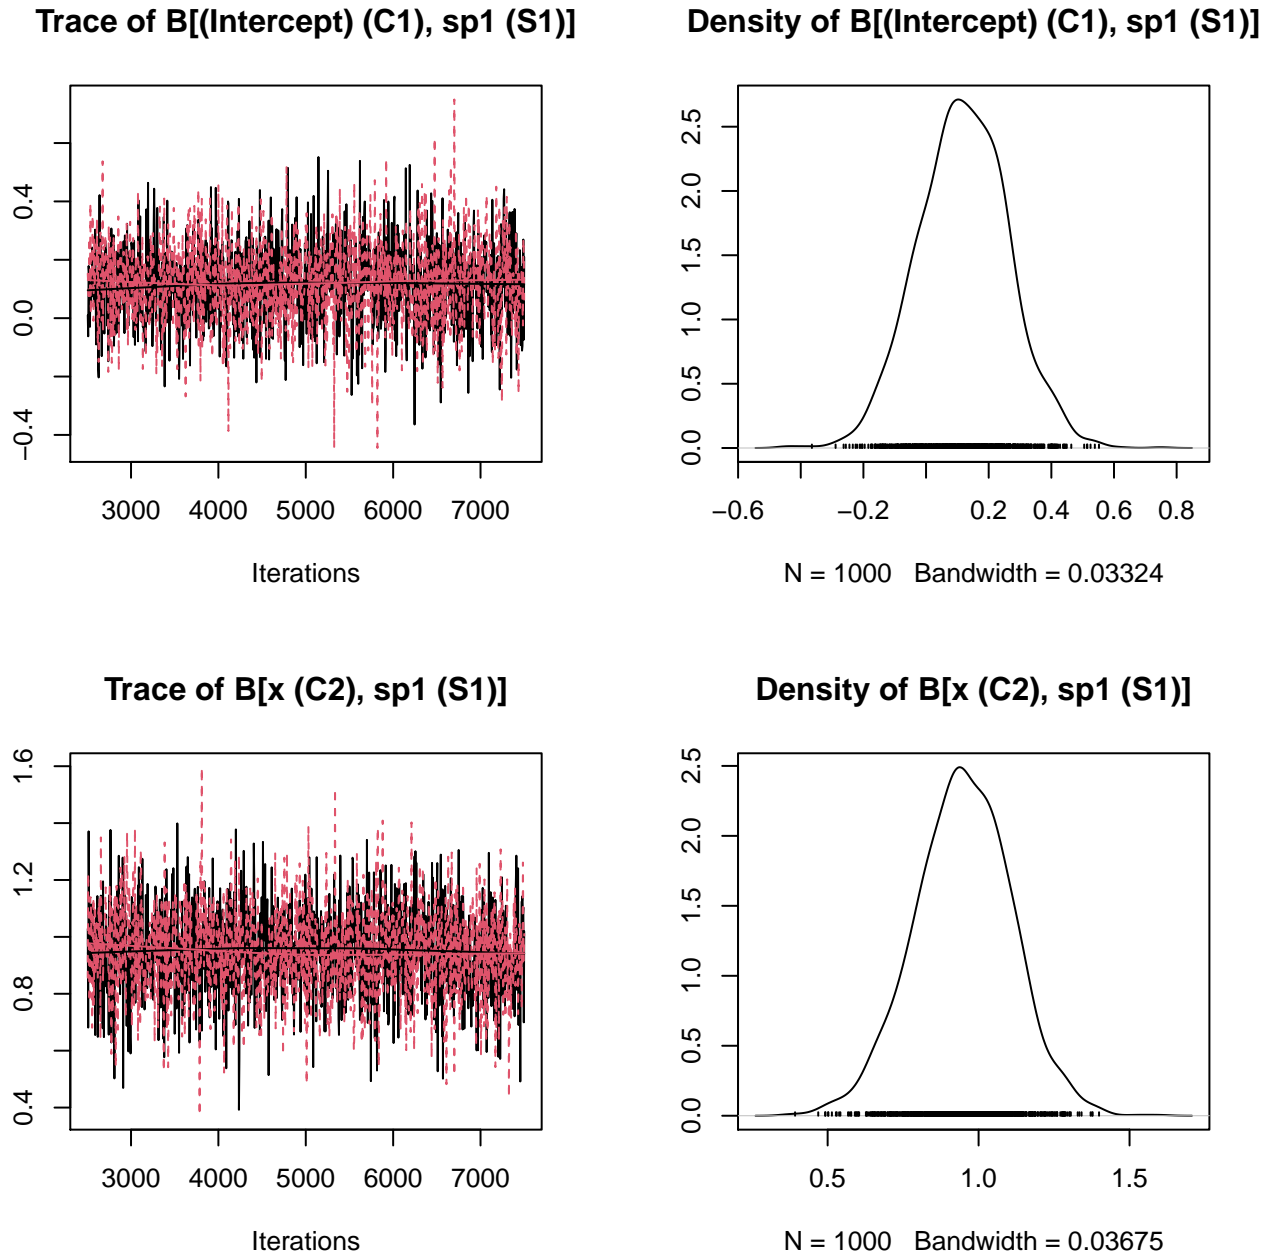 Trace of B[(Intercept) (C1), sp1 (S1)]
Density of B[(Intercept) (C1), sp1 (S1)]
−0.4 0.0 0.4
3000 4000 5000 6000 7000
Iterations
0.0 0.5 1.0 1.5 2.0 2.5
−0.6 −0.2 0.2 0.4 0.6 0.8
N = 1000 Bandwidth = 0.03324
Trace of B[x (C2), sp1 (S1)]
Density of B[x (C2), sp1 (S1)]
0.4 0.8 1.2 1.6
3000 4000 5000 6000 7000
Iterations
0.0 0.5 1.0 1.5 2.0 2.5
0.5 1.0 1.5
N = 1000 Bandwidth = 0.03675